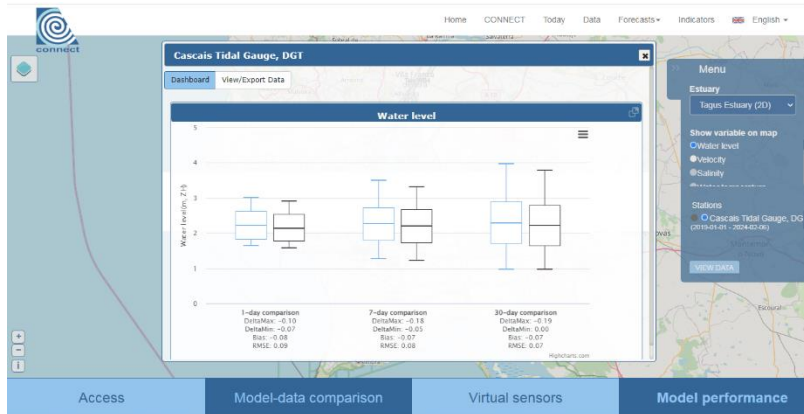 Home CONNECT Today Data Forecasts Indicators English
connect
Cascais Tidal Gauge, DGT
Dashboard View/Export Data
Water level
5
4
3
2
1
0
Water level(m, ZH)
1-day comparison
DeltaMax: -0.10
DeltaMin: -0.07
Bias: -0.08
RMSE: 0.09
7-day comparison
DeltaMax: -0.18
DeltaMin: -0.05
Bias: -0.07
RMSE: 0.08
30-day comparison
DeltaMax: -0.19
DeltaMin: 0.00
Bias: -0.07
RMSE: 0.07
Highcharts.com
Menu
Estuary
Tagus Estuary (2D)
Show variable on map
Water level
Velocity
Salinity
Stations
Cascais Tidal Gauge, DG
(2019-01-01 - 2024-02-06)
VIEW DATA
Escoural
+
-
i
Access
Model-data comparison
Virtual sensors
Model performance